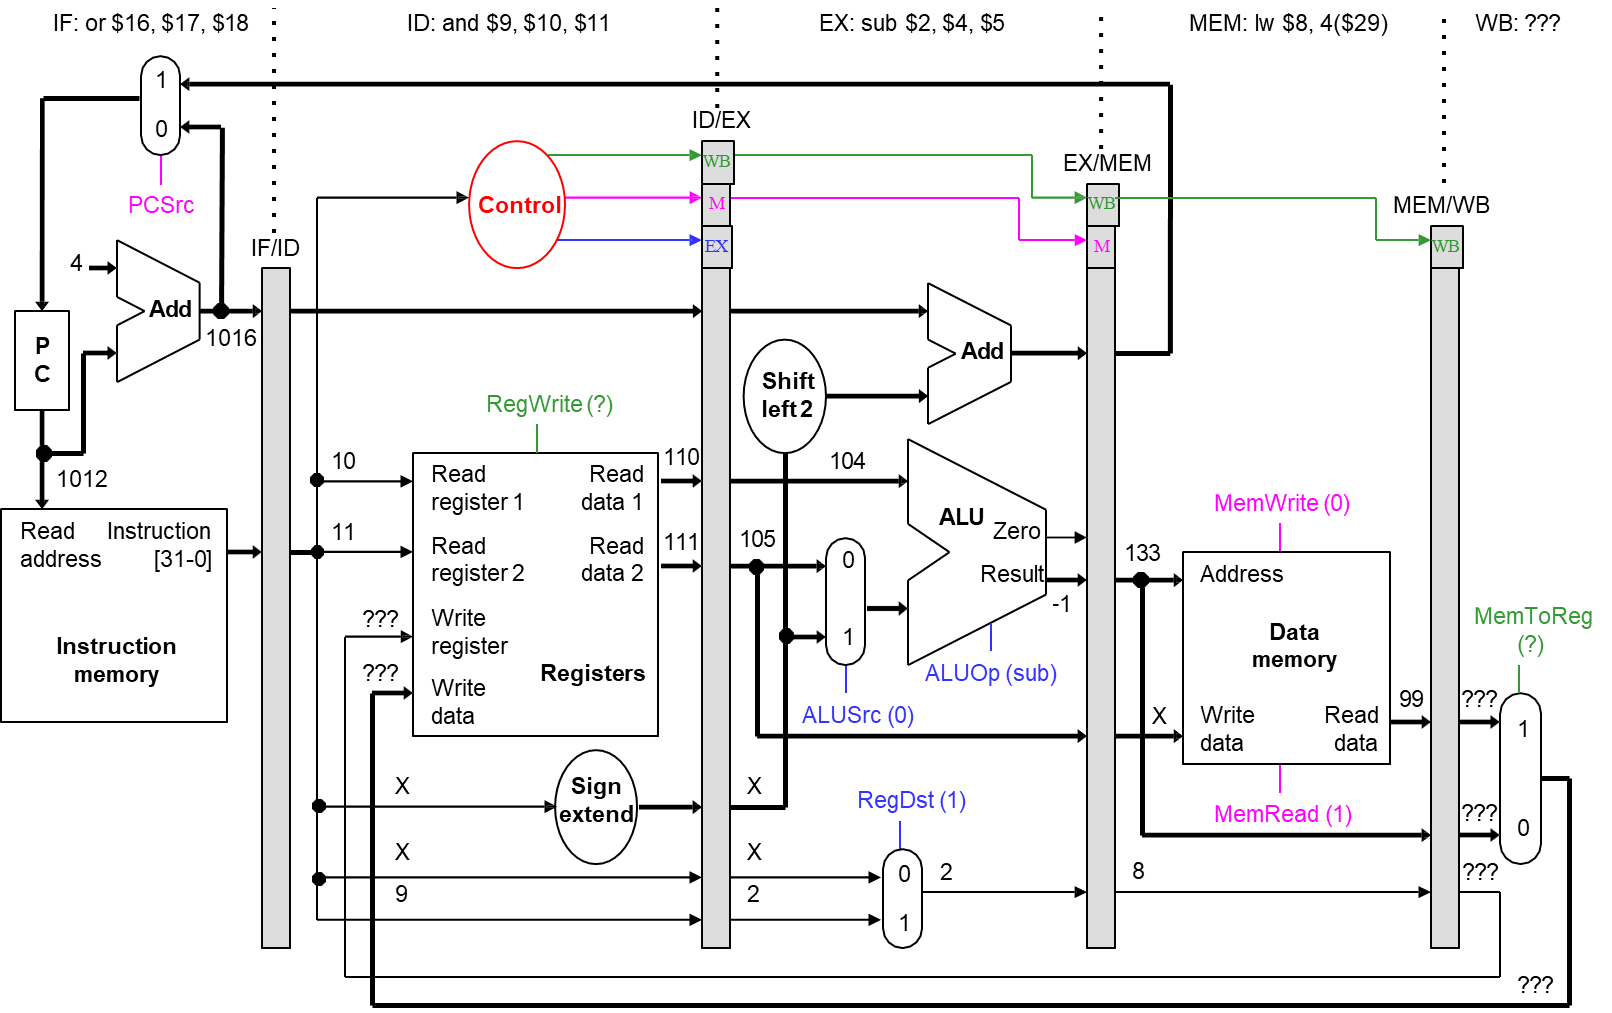 IF: or $16, $17, $18
ID: and $9, $10, $11
EX: sub $2, $4, $5
MEM: lw $8, 4($29)
WB: ???
1
0
PCSrc
4
Add
1016
P
C
1012
Read
address
Instruction
[31-0]
Instruction
memory
IF/ID
Control
RegWrite (?)
10
11
???
???
Read
register 1
Read
data 1
Read
register 2
Read
data 2
Write
register
Write
data
Registers
110
111
X
Sign
extend
X
9
ID/EX
WB
M
EX
Shift
left 2
Add
104
105
0
1
ALUSrc (0)
ALU
Zero
Result
-1
ALUOp (sub)
X
X
2
RegDst (1)
0
1
2
EX/MEM
WB
M
133
MemWrite (0)
Address
Data
memory
X
Write
data
Read
data
99
MemRead (1)
8
MEM/WB
WB
MemToReg
(?)
???
1
???
0
???
???